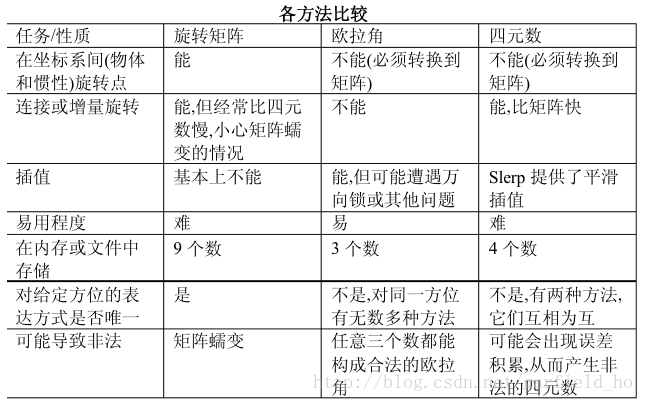 各方法比较
任务/性质 旋转矩阵 欧拉角 四元数
在坐标系间(物体 能 不能(必须转换到 不能(必须转换到
和惯性)旋转点 矩阵) 矩阵)
连接或增量旋转 能,但经常比四元 不能 能,比矩阵快
数慢,小心矩阵蠕
变的情况
插值 基本上不能 能,但可能遭遇万 Slerp 提供了平滑
向锁或其他问题 插值
易用程度 难 易 难
在内存或文件中 9 个数 3 个数 4 个数
存储
对给定方位的表 是 不是,对同一方位 不是,有两种方法,
达方式是否唯一 有无数多种方法 它们互相为互
可能导致非法 矩阵蠕变 任意三个数都能 可能会出现误差
构成合法的欧拉 积累,从而产生非
角 法的四元数